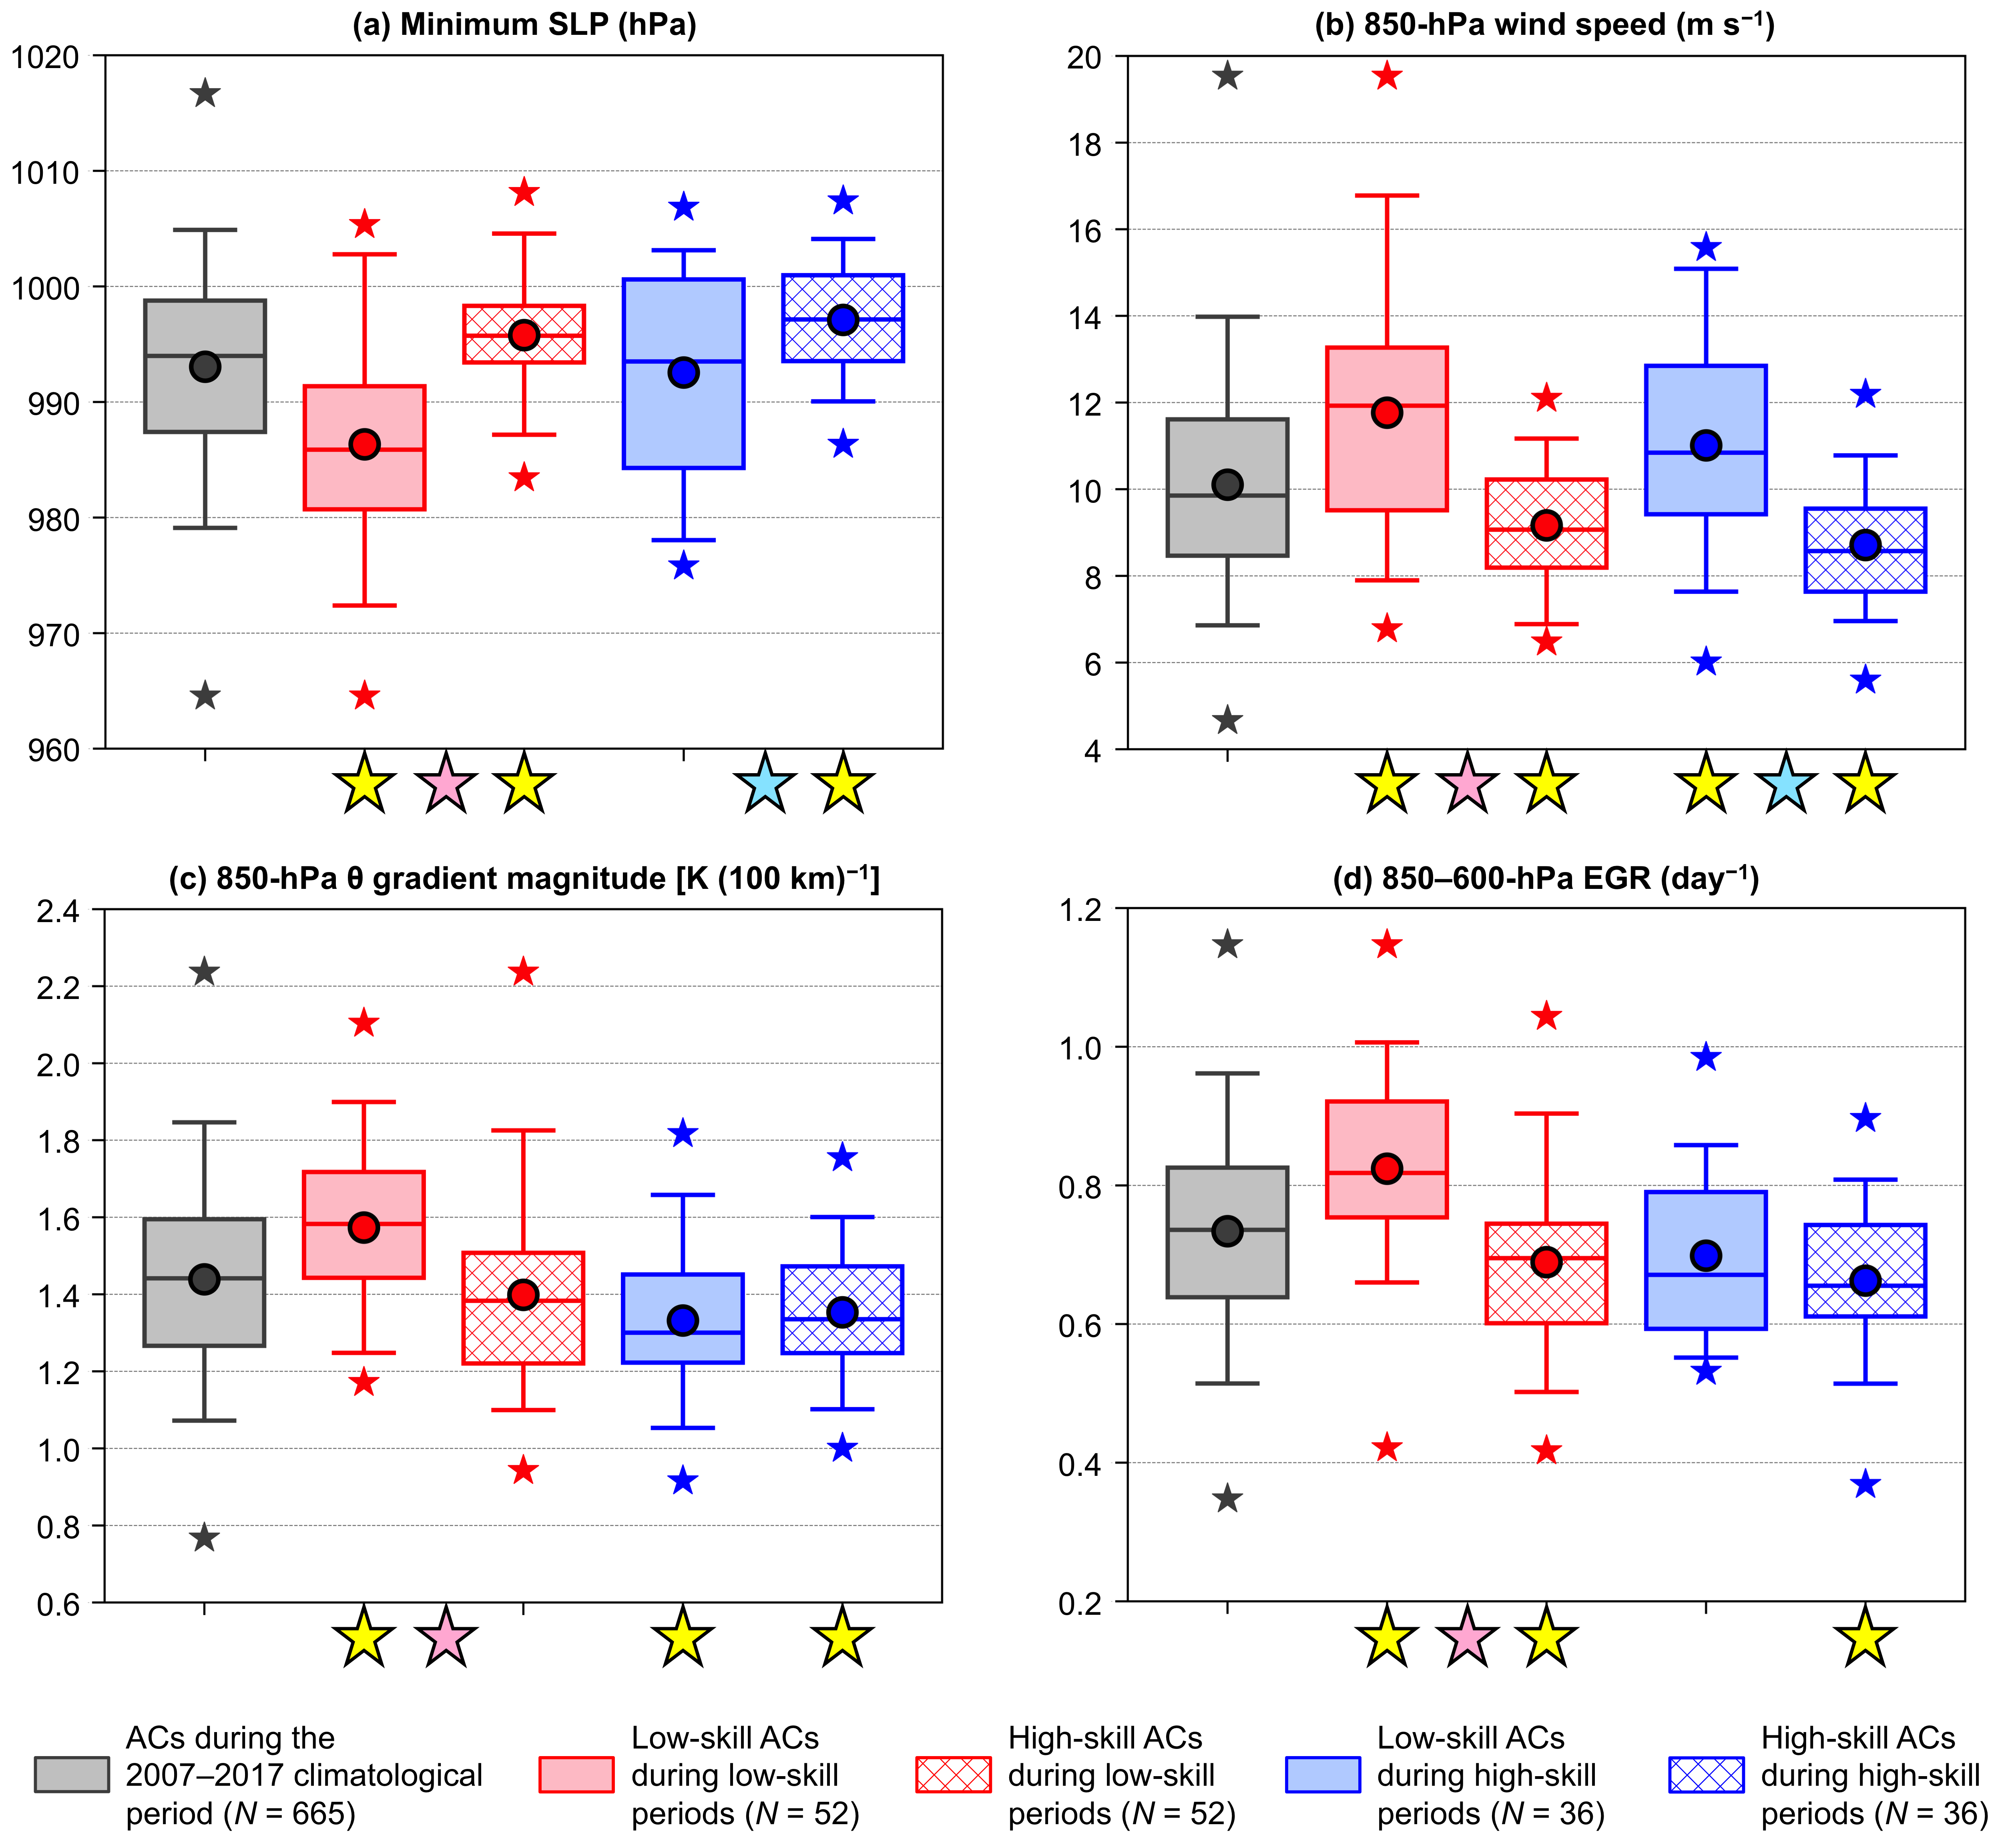 (a) Minimum SLP (hPa)
1020
1010
1000
990
980
970
960
(b) 850-hPa wind speed (m s⁻¹)
20
18
16
14
12
10
8
6
4
(c) 850-hPa θ gradient magnitude [K (100 km)⁻¹]
2.4
2.2
2.0
1.8
1.6
1.4
1.2
1.0
0.8
0.6
(d) 850–600-hPa EGR (day⁻¹)
1.2
1.0
0.8
0.6
0.4
0.2
ACs during the
2007–2017 climatological
period (N = 665)
Low-skill ACs
during low-skill
periods (N = 52)
High-skill ACs
during low-skill
periods (N = 52)
Low-skill ACs
during high-skill
periods (N = 36)
High-skill ACs
during high-skill
periods (N = 36)